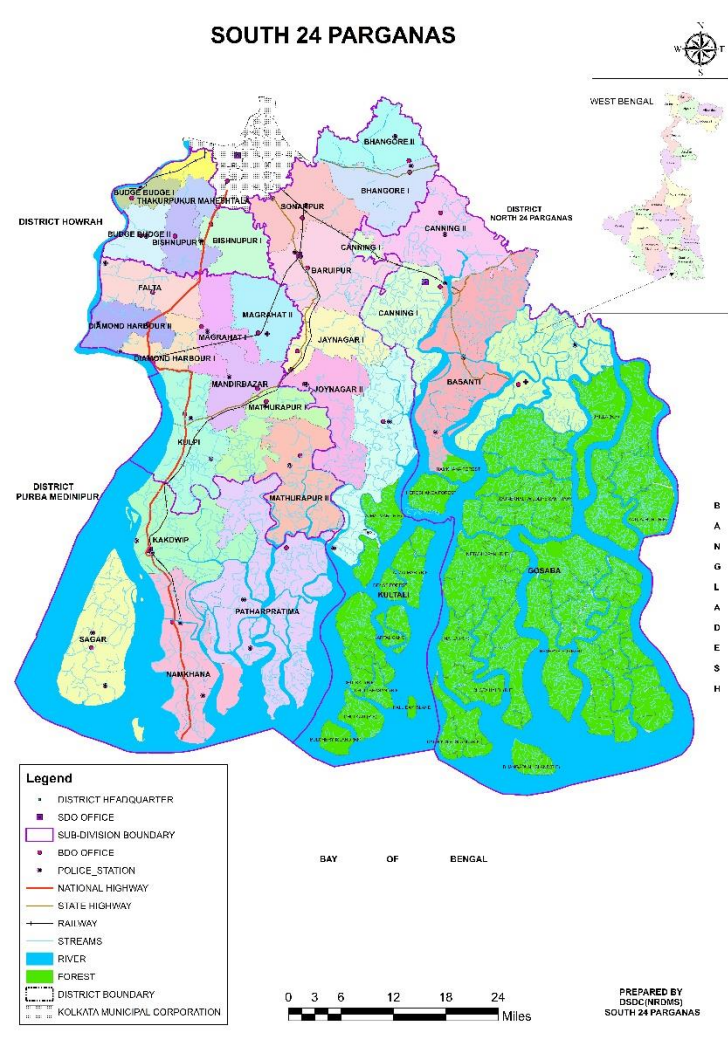 SOUTH 24 PARGANAS
N
W
S
WEST BENGAL
BHANGORE II
BHANGORE I
DISTRICT
NORTH 24 PARGANAS
DISTRICT HOWRAH
BUDGE BUDGE I
THAKURPUKUR MAHESHTALA
SONARPUR
CANNING II
BUDGE BUDGE II
BISHNUPUR II
BISHNUPUR I
CANNING I
BARUIPUR
FALTA
MAGRAHAT II
CANNING I
DIAMOND HARBOUR II
MAGRAHAT I
JAYNAGAR I
DIAMOND HARBOUR I
MANDIRBAZAR
JOYNAGAR II
BASANTI
MATHURAPUR I
KULPI
DISTRICT
PURBA MEDINIPUR
MATHURAPUR II
KAKDWIP
GOSABA
KULTALI
PATHARPRATIMA
SAGAR
NAMKHANA
BANGLADESH
Legend
DISTRICT HEADQUARTER
SDO OFFICE
SUB-DIVISION BOUNDARY
BDO OFFICE
POLICE_STATION
NATIONAL HIGHWAY
STATE HIGHWAY
RAILWAY
STREAMS
RIVER
FOREST
DISTRICT BOUNDARY
KOLKATA MUNICIPAL CORPORATION
BAY OF BENGAL
0 3 6 12 18 24
Miles
PREPARED BY
DSDC(NRDMS)
SOUTH 24 PARGANAS